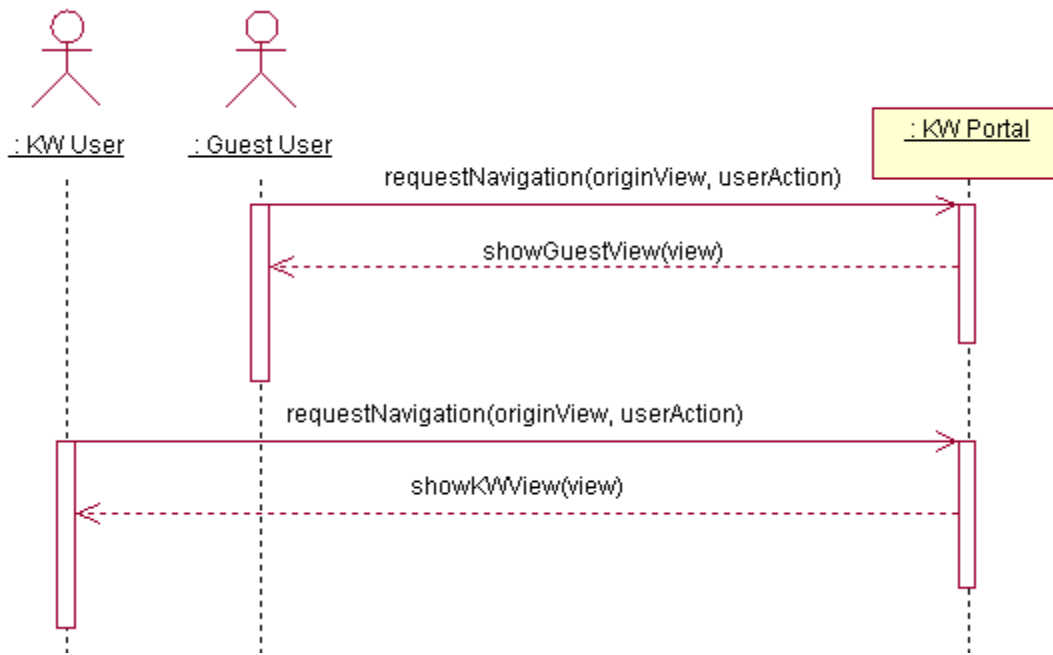 : KW User
: Guest User
: KW Portal
requestNavigation(originView, userAction)
showGuestView(view)
requestNavigation(originView, userAction)
showKWView(view)